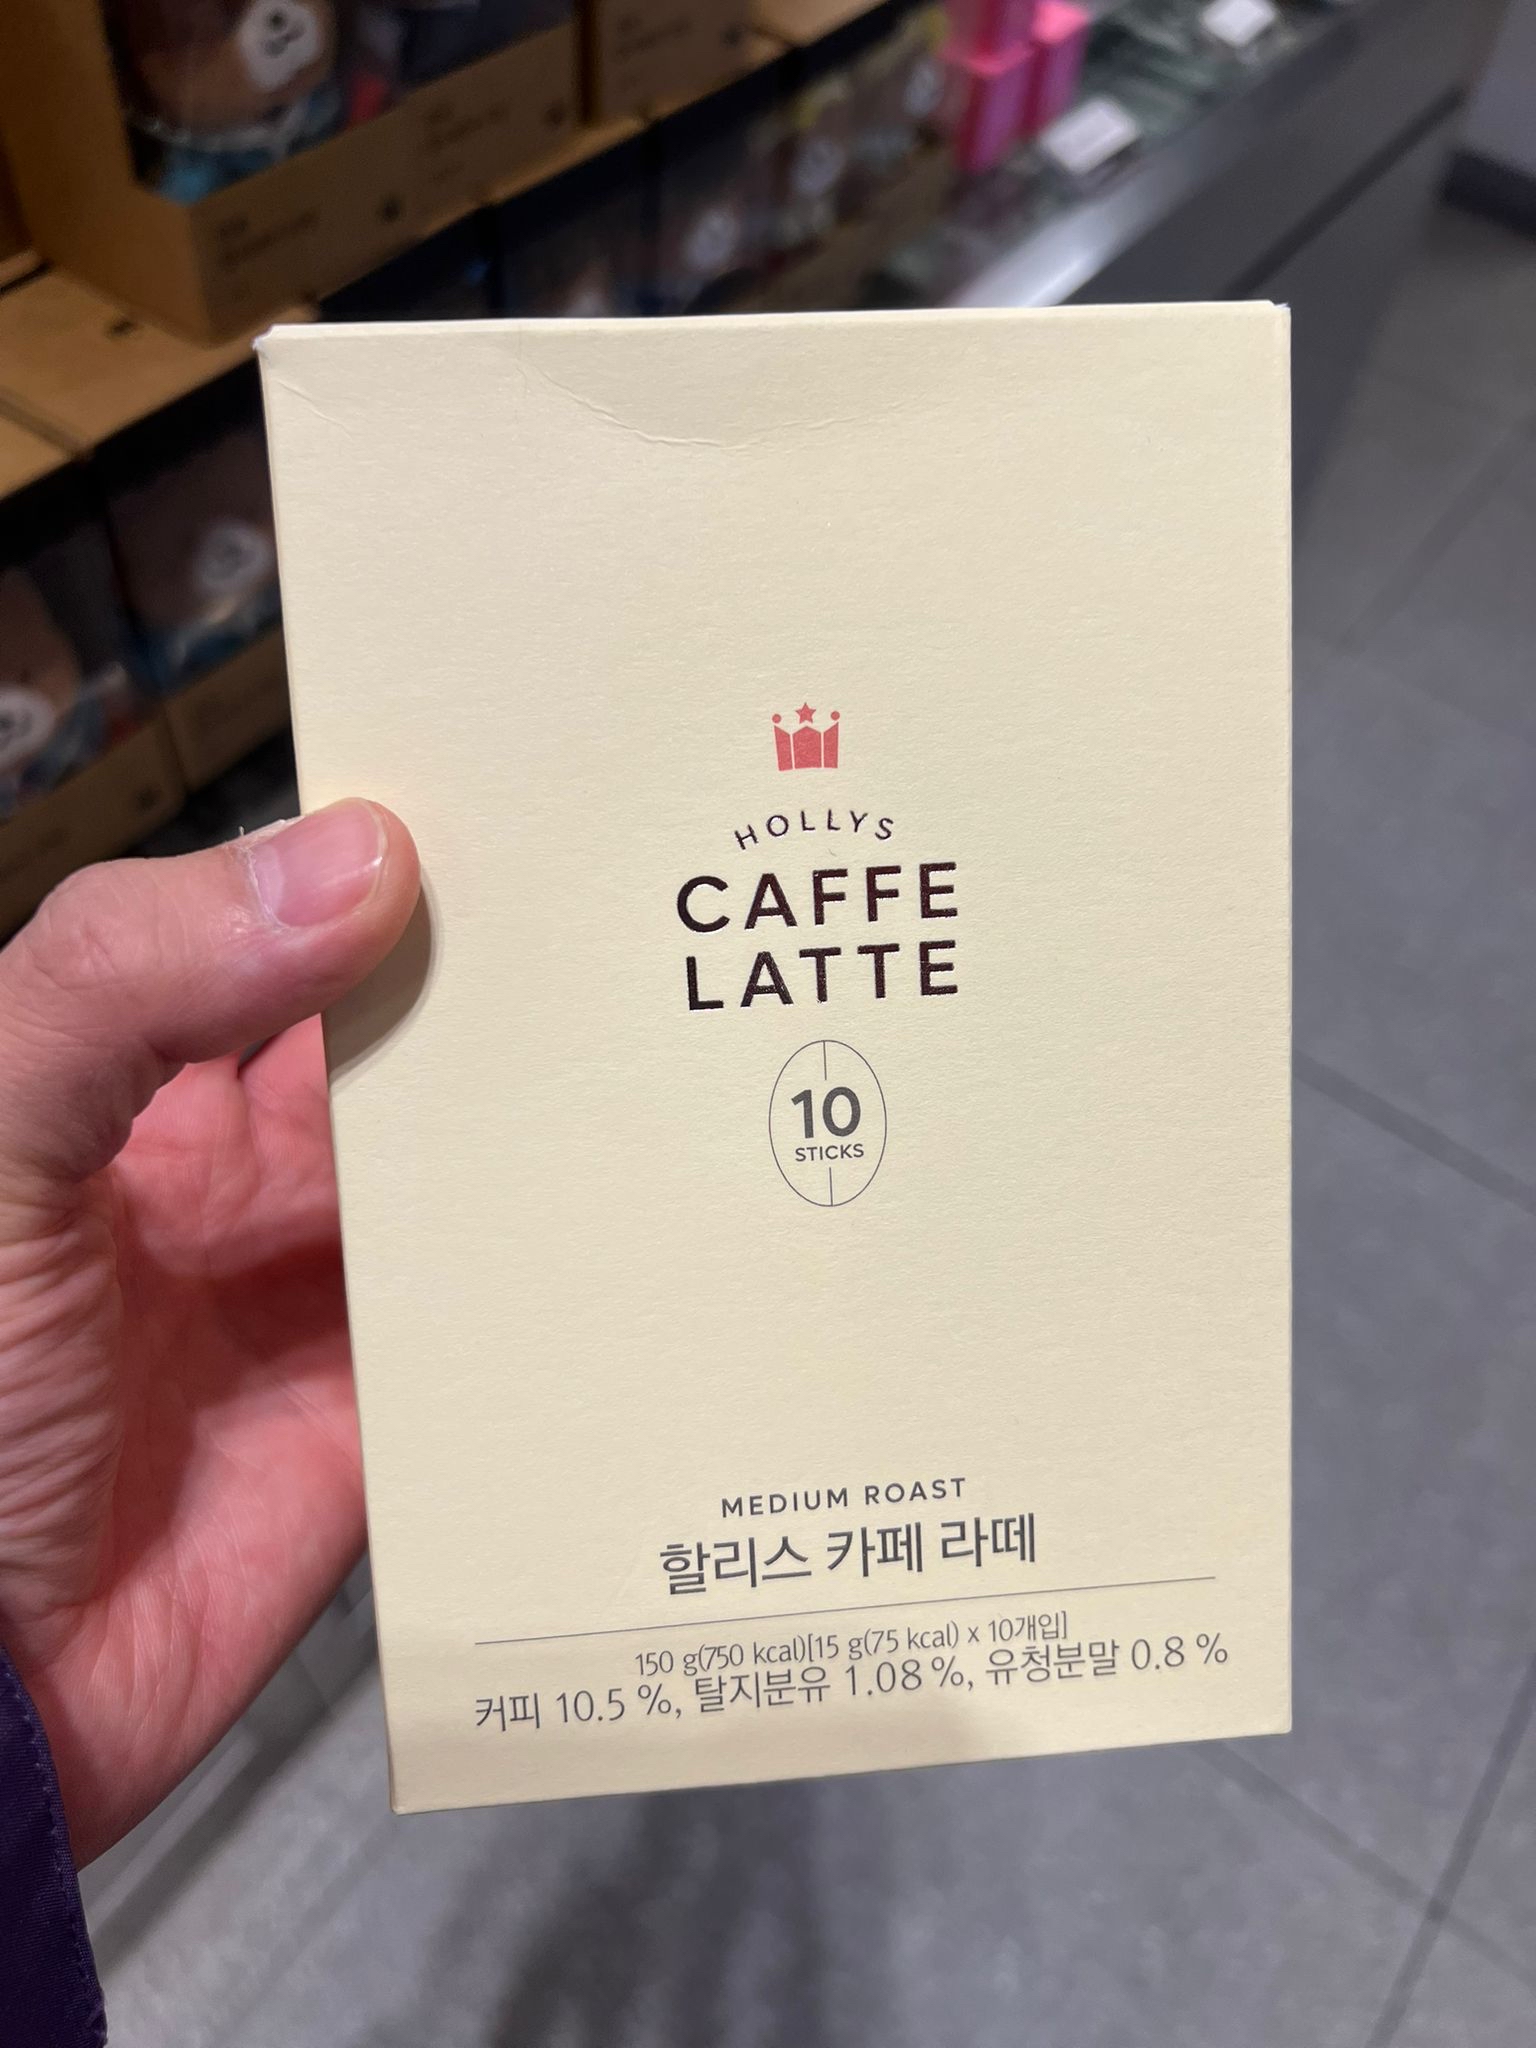 HOLLYS
CAFFE
LATTE
10
STICKS
MEDIUM ROAST
할리스 카페 라떼
150 g(750 kcal)[15 g(75 kcal) x 10개입]
커피 10.5 %, 탈지분유 1.08 %, 유청분말 0.8 %